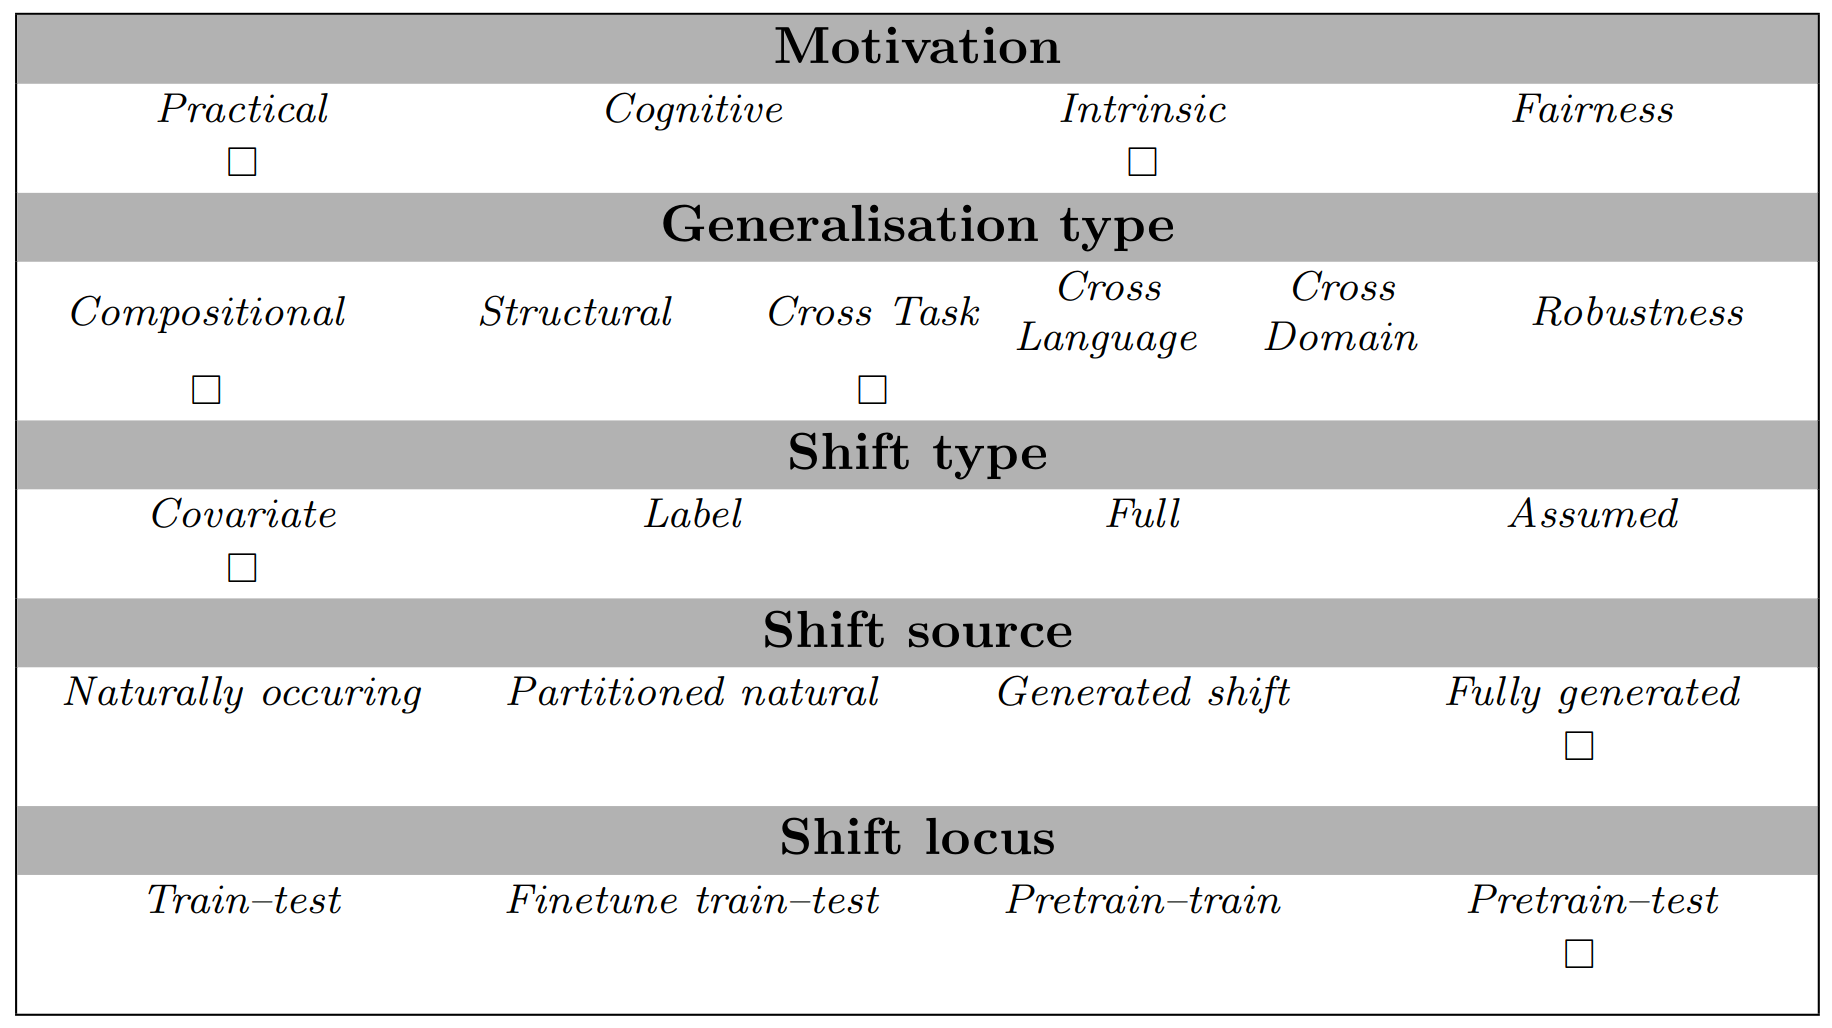 Motivation
Practical Cognitive Intrinsic Fairness
□ □
Generalisation type
Compositional Structural Cross Task Cross Language Cross Domain Robustness
□ □
Shift type
Covariate Label Full Assumed
□
Shift source
Naturally occuring Partitioned natural Generated shift Fully generated
□
Shift locus
Train–test Finetune train–test Pretrain–train Pretrain–test
□